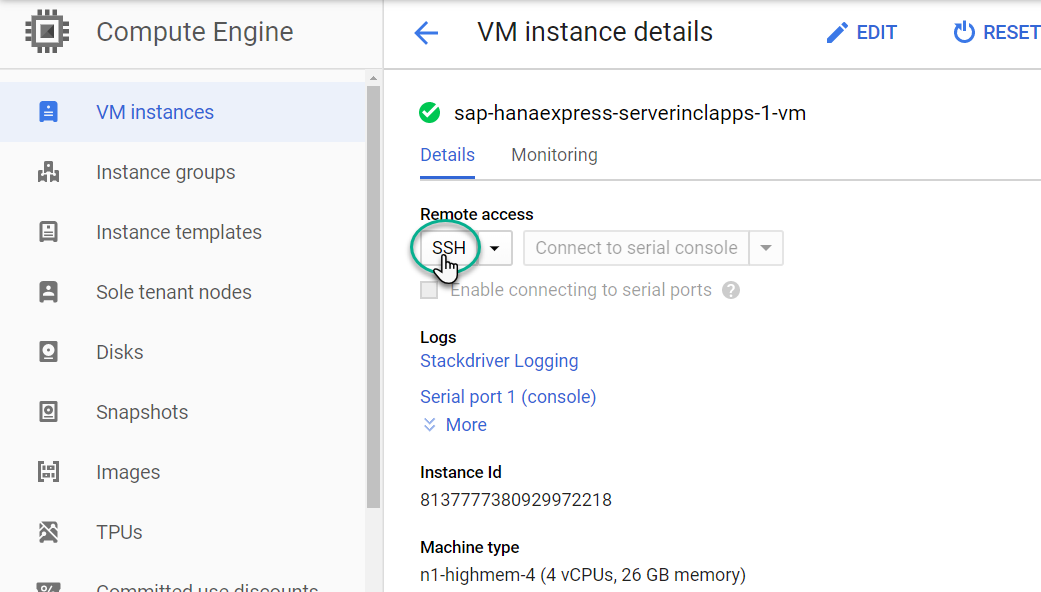 Compute Engine
VM instances
Instance groups
Instance templates
Sole tenant nodes
Disks
Snapshots
Images
TPUs
Committed use discounts
VM instance details
EDIT
RESET
sap-hanaexpress-serverinclapps-1-vm
Details
Monitoring
Remote access
SSH
Connect to serial console
Enable connecting to serial ports ?
Logs
Stackdriver Logging
Serial port 1 (console)
More
Instance Id
8137777380929972218
Machine type
n1-highmem-4 (4 vCPUs, 26 GB memory)